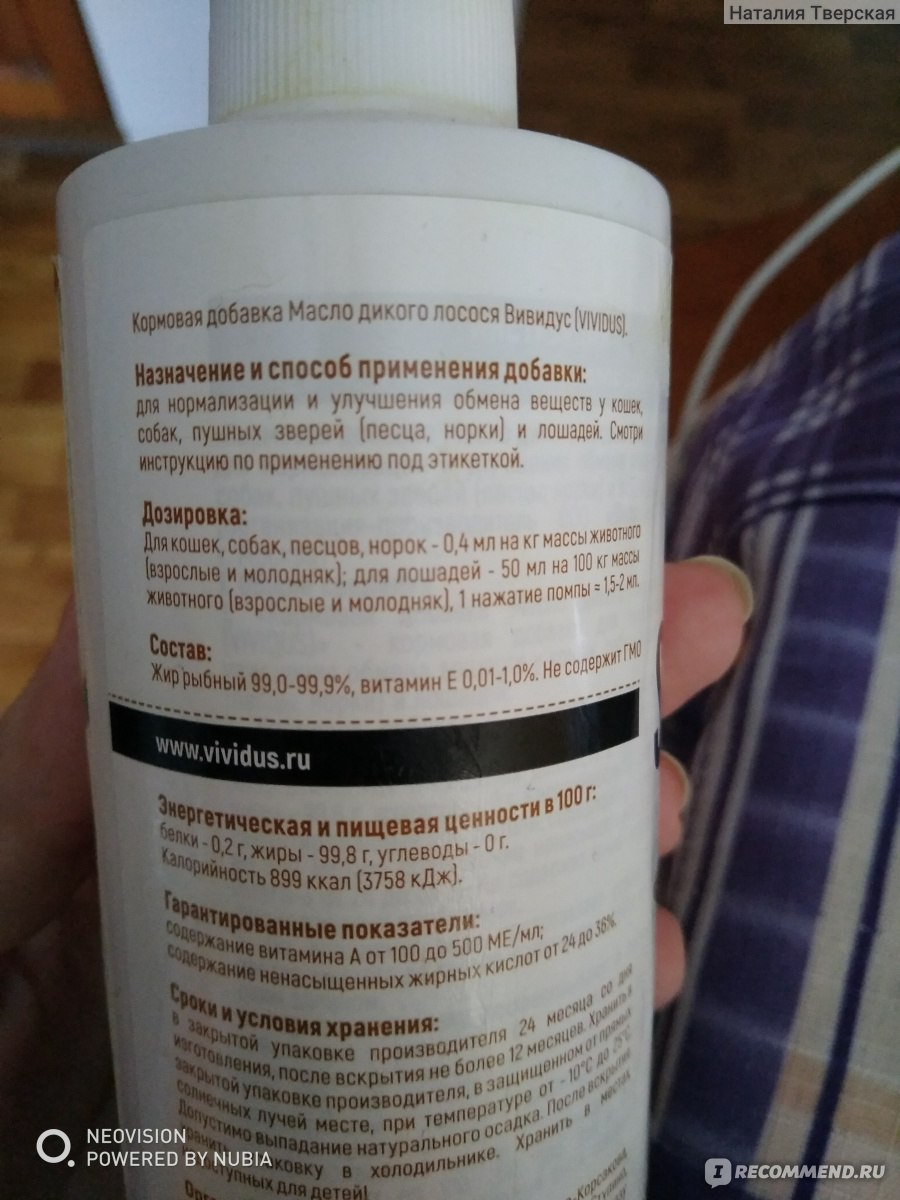 Наталия Тверская
Кормовая добавка Масло дикого лосося Вивидус (VIVIDUS).
Назначение и способ применения добавки:
для нормализации и улучшения обмена веществ у кошек,
собак, пушных зверей (песца, норки) и лошадей. Смотри
инструкцию по применению под этикеткой.
Дозировка:
Для кошек, собак, песцов, норок - 0,4 мл на кг массы животного
(взрослые и молодняк); для лошадей - 50 мл на 100 кг массы
животного (взрослые и молодняк), 1 нажатие помпы ≈ 1,5-2 мл.
Состав:
Жир рыбный 99,0-99,9%, витамин Е 0,01-1,0%. Не содержит ГМО
www.vividus.ru
Энергетическая и пищевая ценности в 100 г:
белки - 0,2 г, жиры - 99,8 г, углеводы - 0 г.
Калорийность 899 ккал (3758 кДж).
Гарантированные показатели:
содержание витамина А от 100 до 500 МЕ/мл;
содержание ненасыщенных жирных кислот от 24 до 36%.
Сроки и условия хранения:
в закрытой упаковке производителя 24 месяца со дня
изготовления, после вскрытия не более 12 месяцев. Хранить в
закрытой упаковке производителя, в защищенном от прямых
солнечных лучей месте, при температуре от -10°С до +25°С.
Допустимо выпадание натурального осадка. После вскрытия
хранить упаковку в холодильнике. Хранить в местах
для детей!
-Корсакова,
NEOVISION
POWERED BY NUBIA
IRECOMMEND.RU